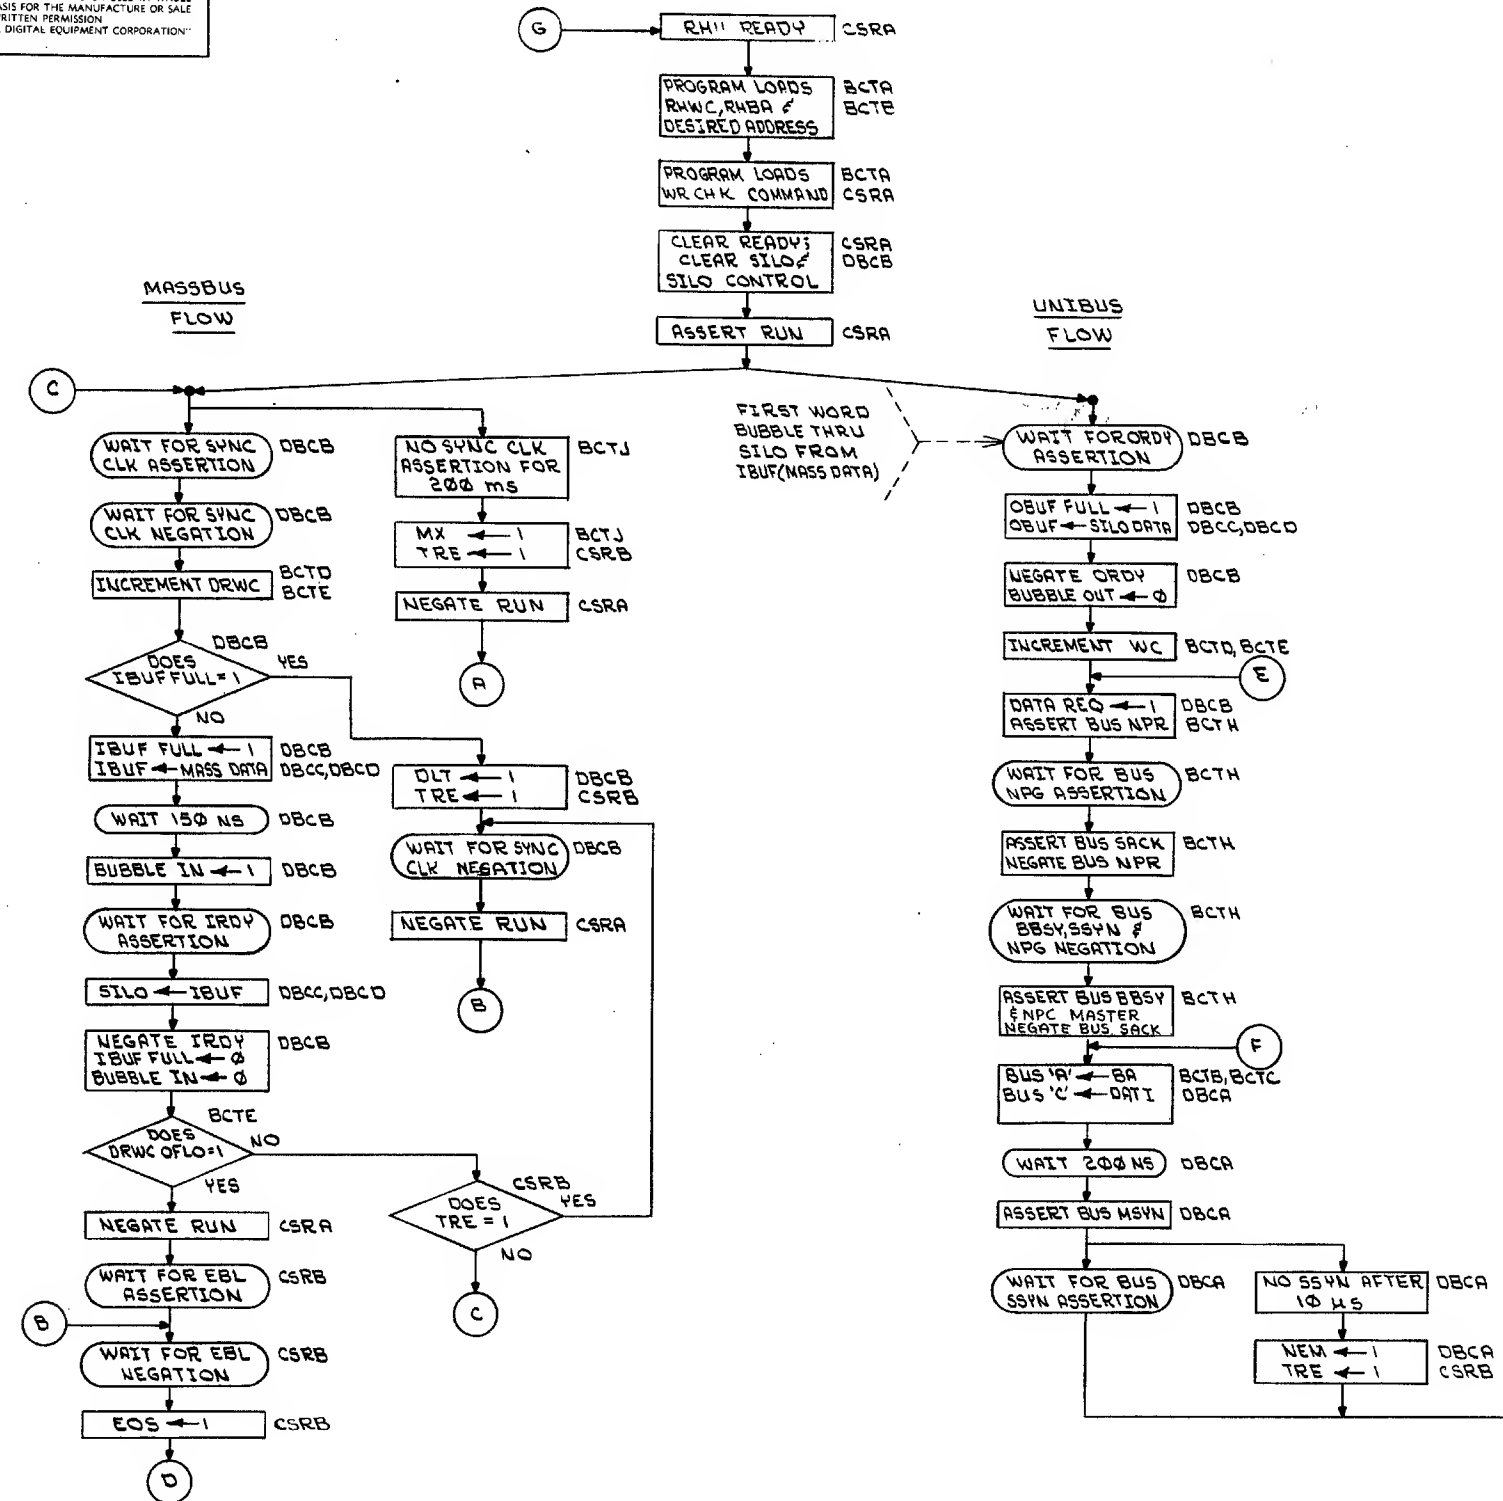 ASIS FOR THE MANUFACTURE OR SALE
WRITTEN PERMISSION
DIGITAL EQUIPMENT CORPORATION"
G
RH11 READY CSRA
PROGRAM LOADS BCTA
RHWC, RHBA & BCTE
DESIRED ADDRESS
PROGRAM LOADS BCTA
WR CHK COMMAND CSRA
CLEAR READY; CSRA
CLEAR SILO & DBCB
SILO CONTROL
ASSERT RUN CSRA
MASSBUS
FLOW
C
WAIT FOR SYNC DBCB
CLK ASSERTION
WAIT FOR SYNC DBCB
CLK NEGATION
INCREMENT DRWC BCTD
BCTE
DBCB
DOES
IBUF FULL = 1
YES
NO
IBUF FULL ← 1 DBCB
IBUF ← MASS DATA DBCC, DBCD
WAIT 150 NS DBCB
BUBBLE IN ← 1 DBCB
WAIT FOR IRDY DBCB
ASSERTION
SILO ← IBUF DBCC, DBCD
NEGATE IRDY DBCB
IBUF FULL ← Ø
BUBBLE IN ← Ø
BCTE
DOES
DRWC OFLO=1
NO
YES
NEGATE RUN CSRA
WAIT FOR EBL CSRB
ASSERTION
B
WAIT FOR EBL CSRB
NEGATION
EOS ← 1 CSRB
D
NO SYNC CLK BCTJ
ASSERTION FOR
2ØØ ms
MX ← 1 BCTJ
TRE ← 1 CSRB
NEGATE RUN CSRA
A
DLT ← 1 DBCB
TRE ← 1 CSRB
WAIT FOR SYNC DBCB
CLK NEGATION
NEGATE RUN CSRA
B
CSRB
DOES
TRE = 1
YES
NO
C
UNIBUS
FLOW
FIRST WORD
BUBBLE THRU
SILO FROM
IBUF (MASS DATA)
WAIT FOR ORDY DBCB
ASSERTION
OBUF FULL ← 1 DBCB
OBUF ← SILO DATA DBCC, DBCD
NEGATE ORDY DBCB
BUBBLE OUT ← Ø
INCREMENT WC BCTD, BCTE
E
DATA REQ ← 1 DBCB
ASSERT BUS NPR BCTH
WAIT FOR BUS BCTH
NPG ASSERTION
ASSERT BUS SACK BCTH
NEGATE BUS NPR
WAIT FOR BUS BCTH
BBSY, SSYN &
NPG NEGATION
ASSERT BUS BBSY BCTH
& NPC MASTER
NEGATE BUS SACK
F
BUS 'A' ← BA BCTB, BCTC
BUS 'C' ← DATI DBCA
WAIT 2ØØ NS DBCA
ASSERT BUS MSYN DBCA
WAIT FOR BUS DBCA
SSYN ASSERTION
NO SSYN AFTER DBCA
1Ø µs
NEM ← 1 DBCA
TRE ← 1 CSRB